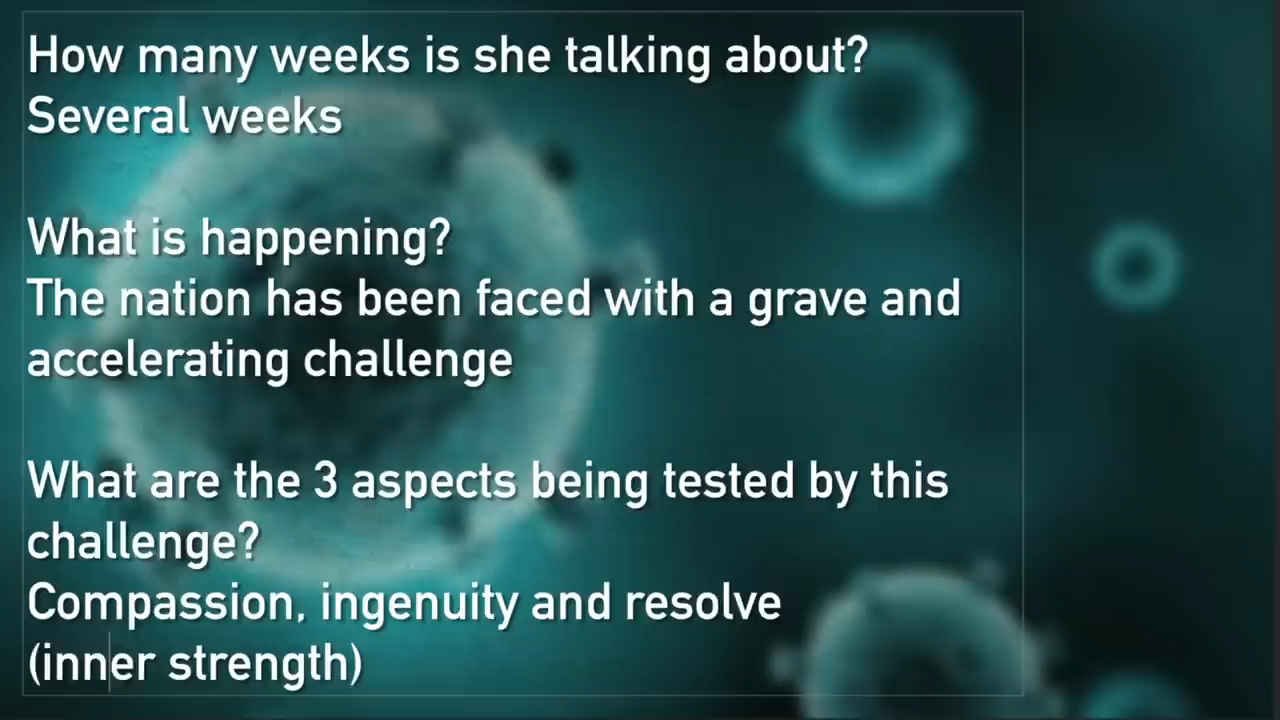 How many weeks is she talking about?
Several weeks
What is happening?
The nation has been faced with a grave and
accelerating challenge
What are the 3 aspects being tested by this
challenge?
Compassion, ingenuity and resolve
(inner strength)